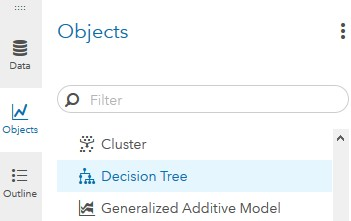 Objects
Data
Filter
Objects
Cluster
Decision Tree
Outline
Generalized Additive Model